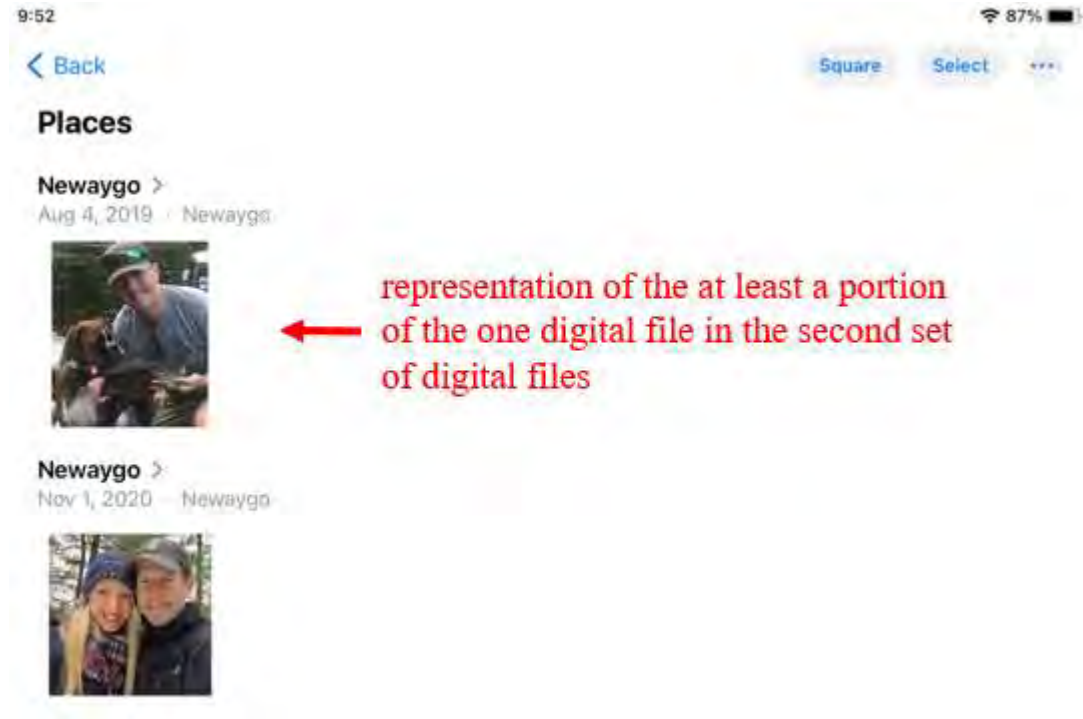 9:52
87%
Back
Square Select ...
Places
Newaygo >
Aug 4, 2019 · Newaygo
representation of the at least a portion
of the one digital file in the second set
of digital files
Newaygo >
Nov 1, 2020 · Newaygo